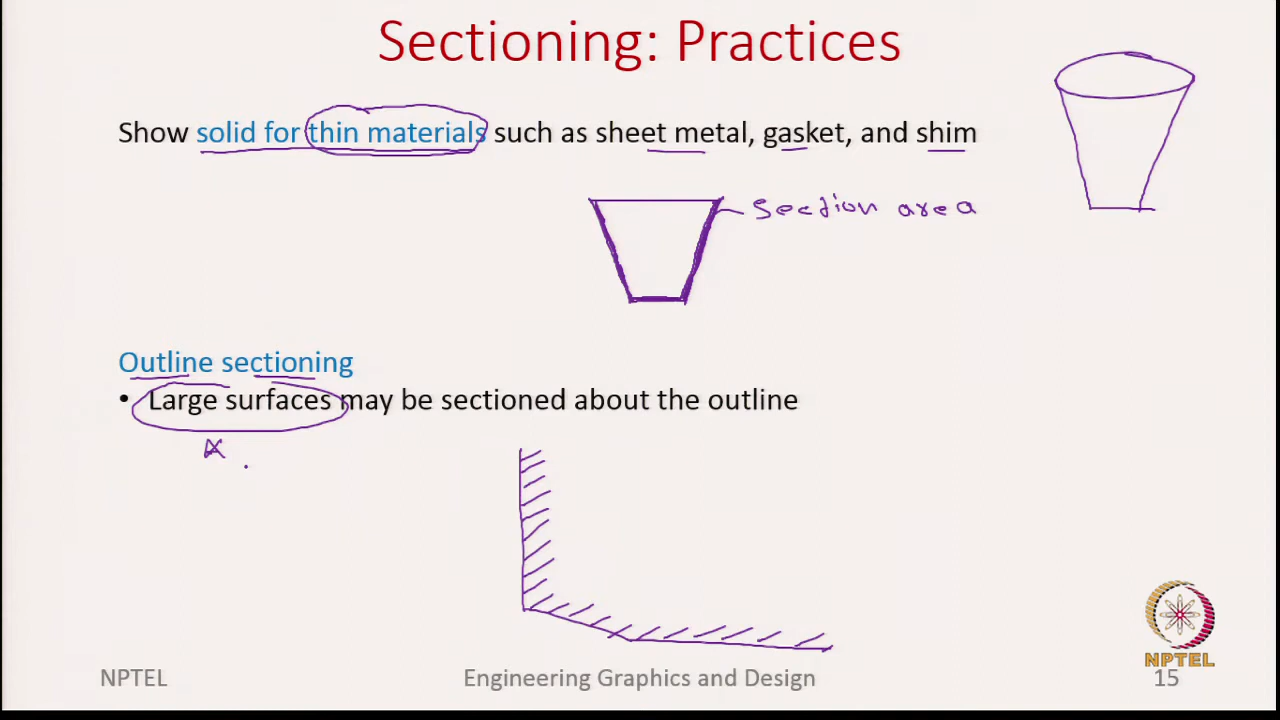 Sectioning: Practices
Show solid for thin materials such as sheet metal, gasket, and shim
Section area
Outline sectioning
• Large surfaces may be sectioned about the outline
NPTEL
NPTEL Engineering Graphics and Design 15